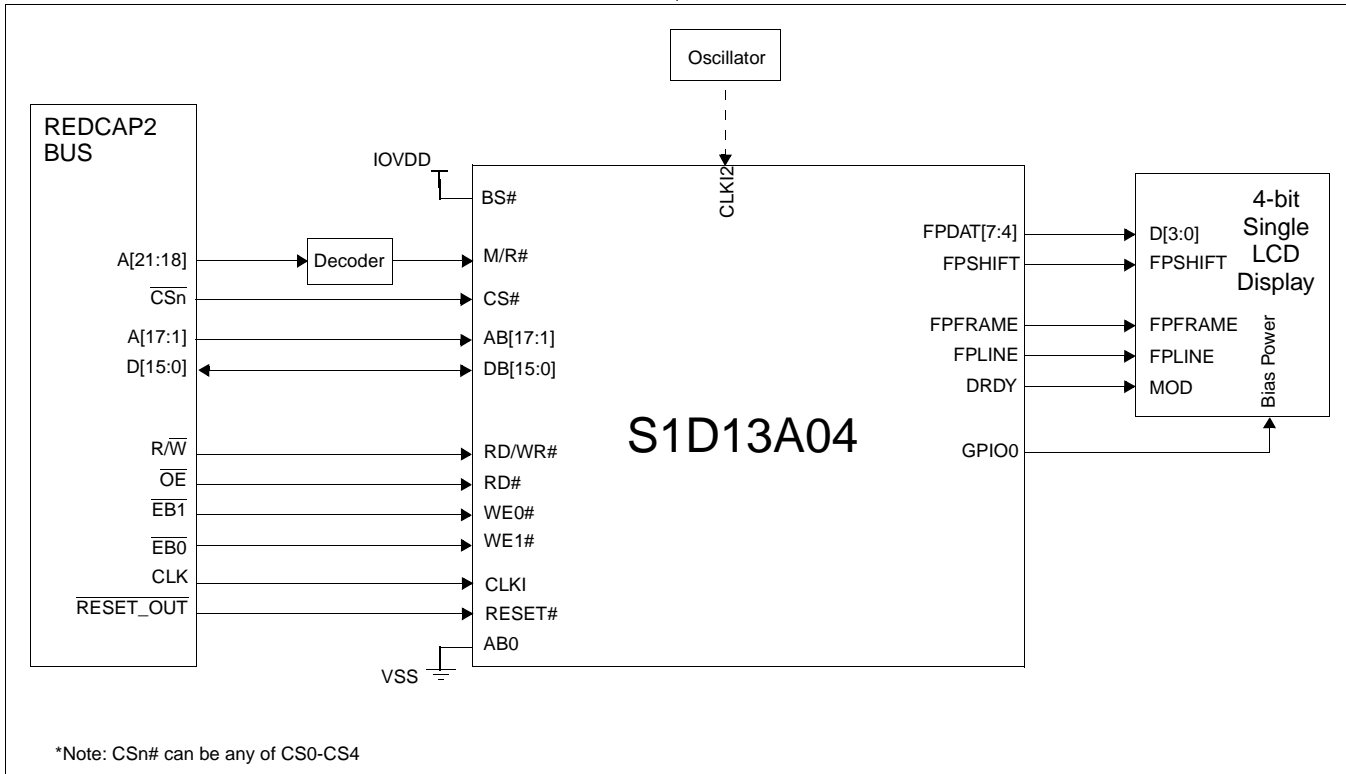 Oscillator
REDCAP2
BUS
IOVDD
BS#
CLKI2
4-bit
Single
LCD
Display
FPDAT[7:4]
D[3:0]
A[21:18]
Decoder
M/R#
FPSHIFT
FPSHIFT
CSn
CS#
A[17:1]
AB[17:1]
FPFRAME
FPFRAME
D[15:0]
DB[15:0]
FPLINE
FPLINE
DRDY
MOD
Bias Power
S1D13A04
R/W
RD/WR#
GPIO0
OE
RD#
EB1
WE0#
EB0
WE1#
CLK
CLKI
RESET_OUT
RESET#
AB0
VSS
*Note: CSn# can be any of CS0-CS4